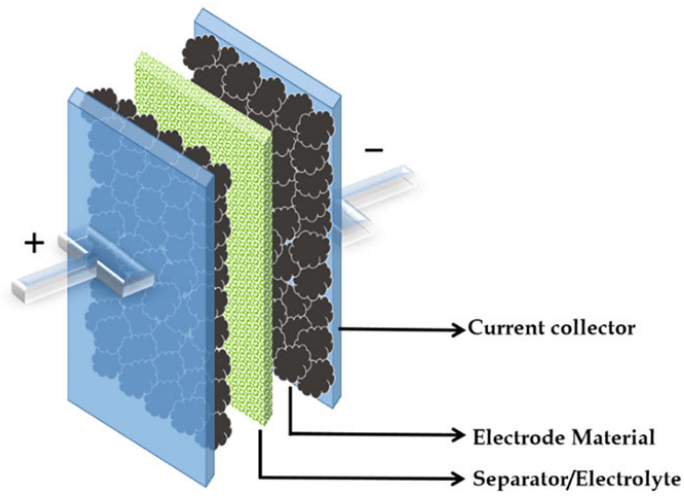 −
+
Current collector
Electrode Material
Separator/Electrolyte